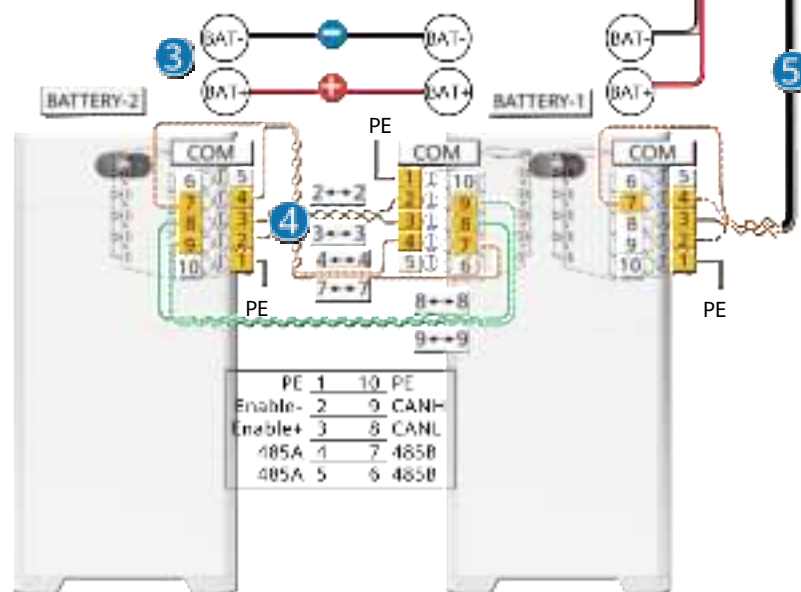 BAT- BAT- BAT-
3
5
BAT+ BAT+ BAT+
BATTERY-2
BATTERY-1
PE
COM
6 5
7 4
8 3
9 2
10 1
PE
4
2↔2
3↔3
4↔4
7↔7
8↔8
9↔9
COM
1 10
2 9
3 8
4 7
5 6
COM
6 5
7 4
8 3
9 2
10 1
PE
PE 1 10 PE
Enable- 2 9 CANH
Enable+ 3 8 CANL
485A 4 7 485B
485A 5 6 485B